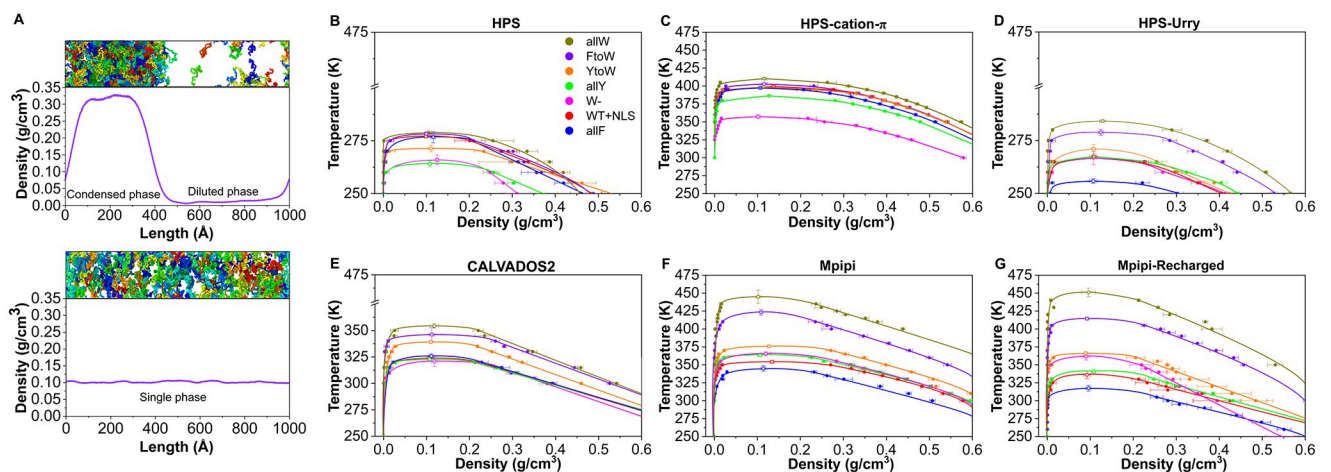 A
0.35
0.30
0.25
0.20
0.15
0.10
0.05
0.00
Density (g/cm³)
Condensed phase
Diluted phase
0 200 400 600 800 1000
Length (Å)
0.35
0.30
0.25
0.20
0.15
0.10
0.05
0.00
Density (g/cm³)
Single phase
0 200 400 600 800 1000
Length (Å)
B
HPS
475
275
250
Temperature (K)
allW
FtoW
YtoW
allY
W-
WT+NLS
allF
0.0 0.1 0.2 0.3 0.4 0.5 0.6
Density (g/cm³)
C
HPS-cation-π
475
450
425
400
375
350
325
300
275
250
Temperature (K)
0.0 0.1 0.2 0.3 0.4 0.5 0.6
Density (g/cm³)
D
HPS-Urry
475
275
250
Temperature (K)
0.0 0.1 0.2 0.3 0.4 0.5 0.6
Density(g/cm³)
E
CALVADOS2
475
350
325
300
275
250
Temperature (K)
0.0 0.1 0.2 0.3 0.4 0.5 0.6
Density (g/cm³)
F
Mpipi
475
450
425
400
375
350
325
300
275
250
Temperature (K)
0.0 0.1 0.2 0.3 0.4 0.5 0.6
Density (g/cm³)
G
Mpipi-Recharged
475
450
425
400
375
350
325
300
275
250
Temperature (K)
0.0 0.1 0.2 0.3 0.4 0.5 0.6
Density (g/cm³)